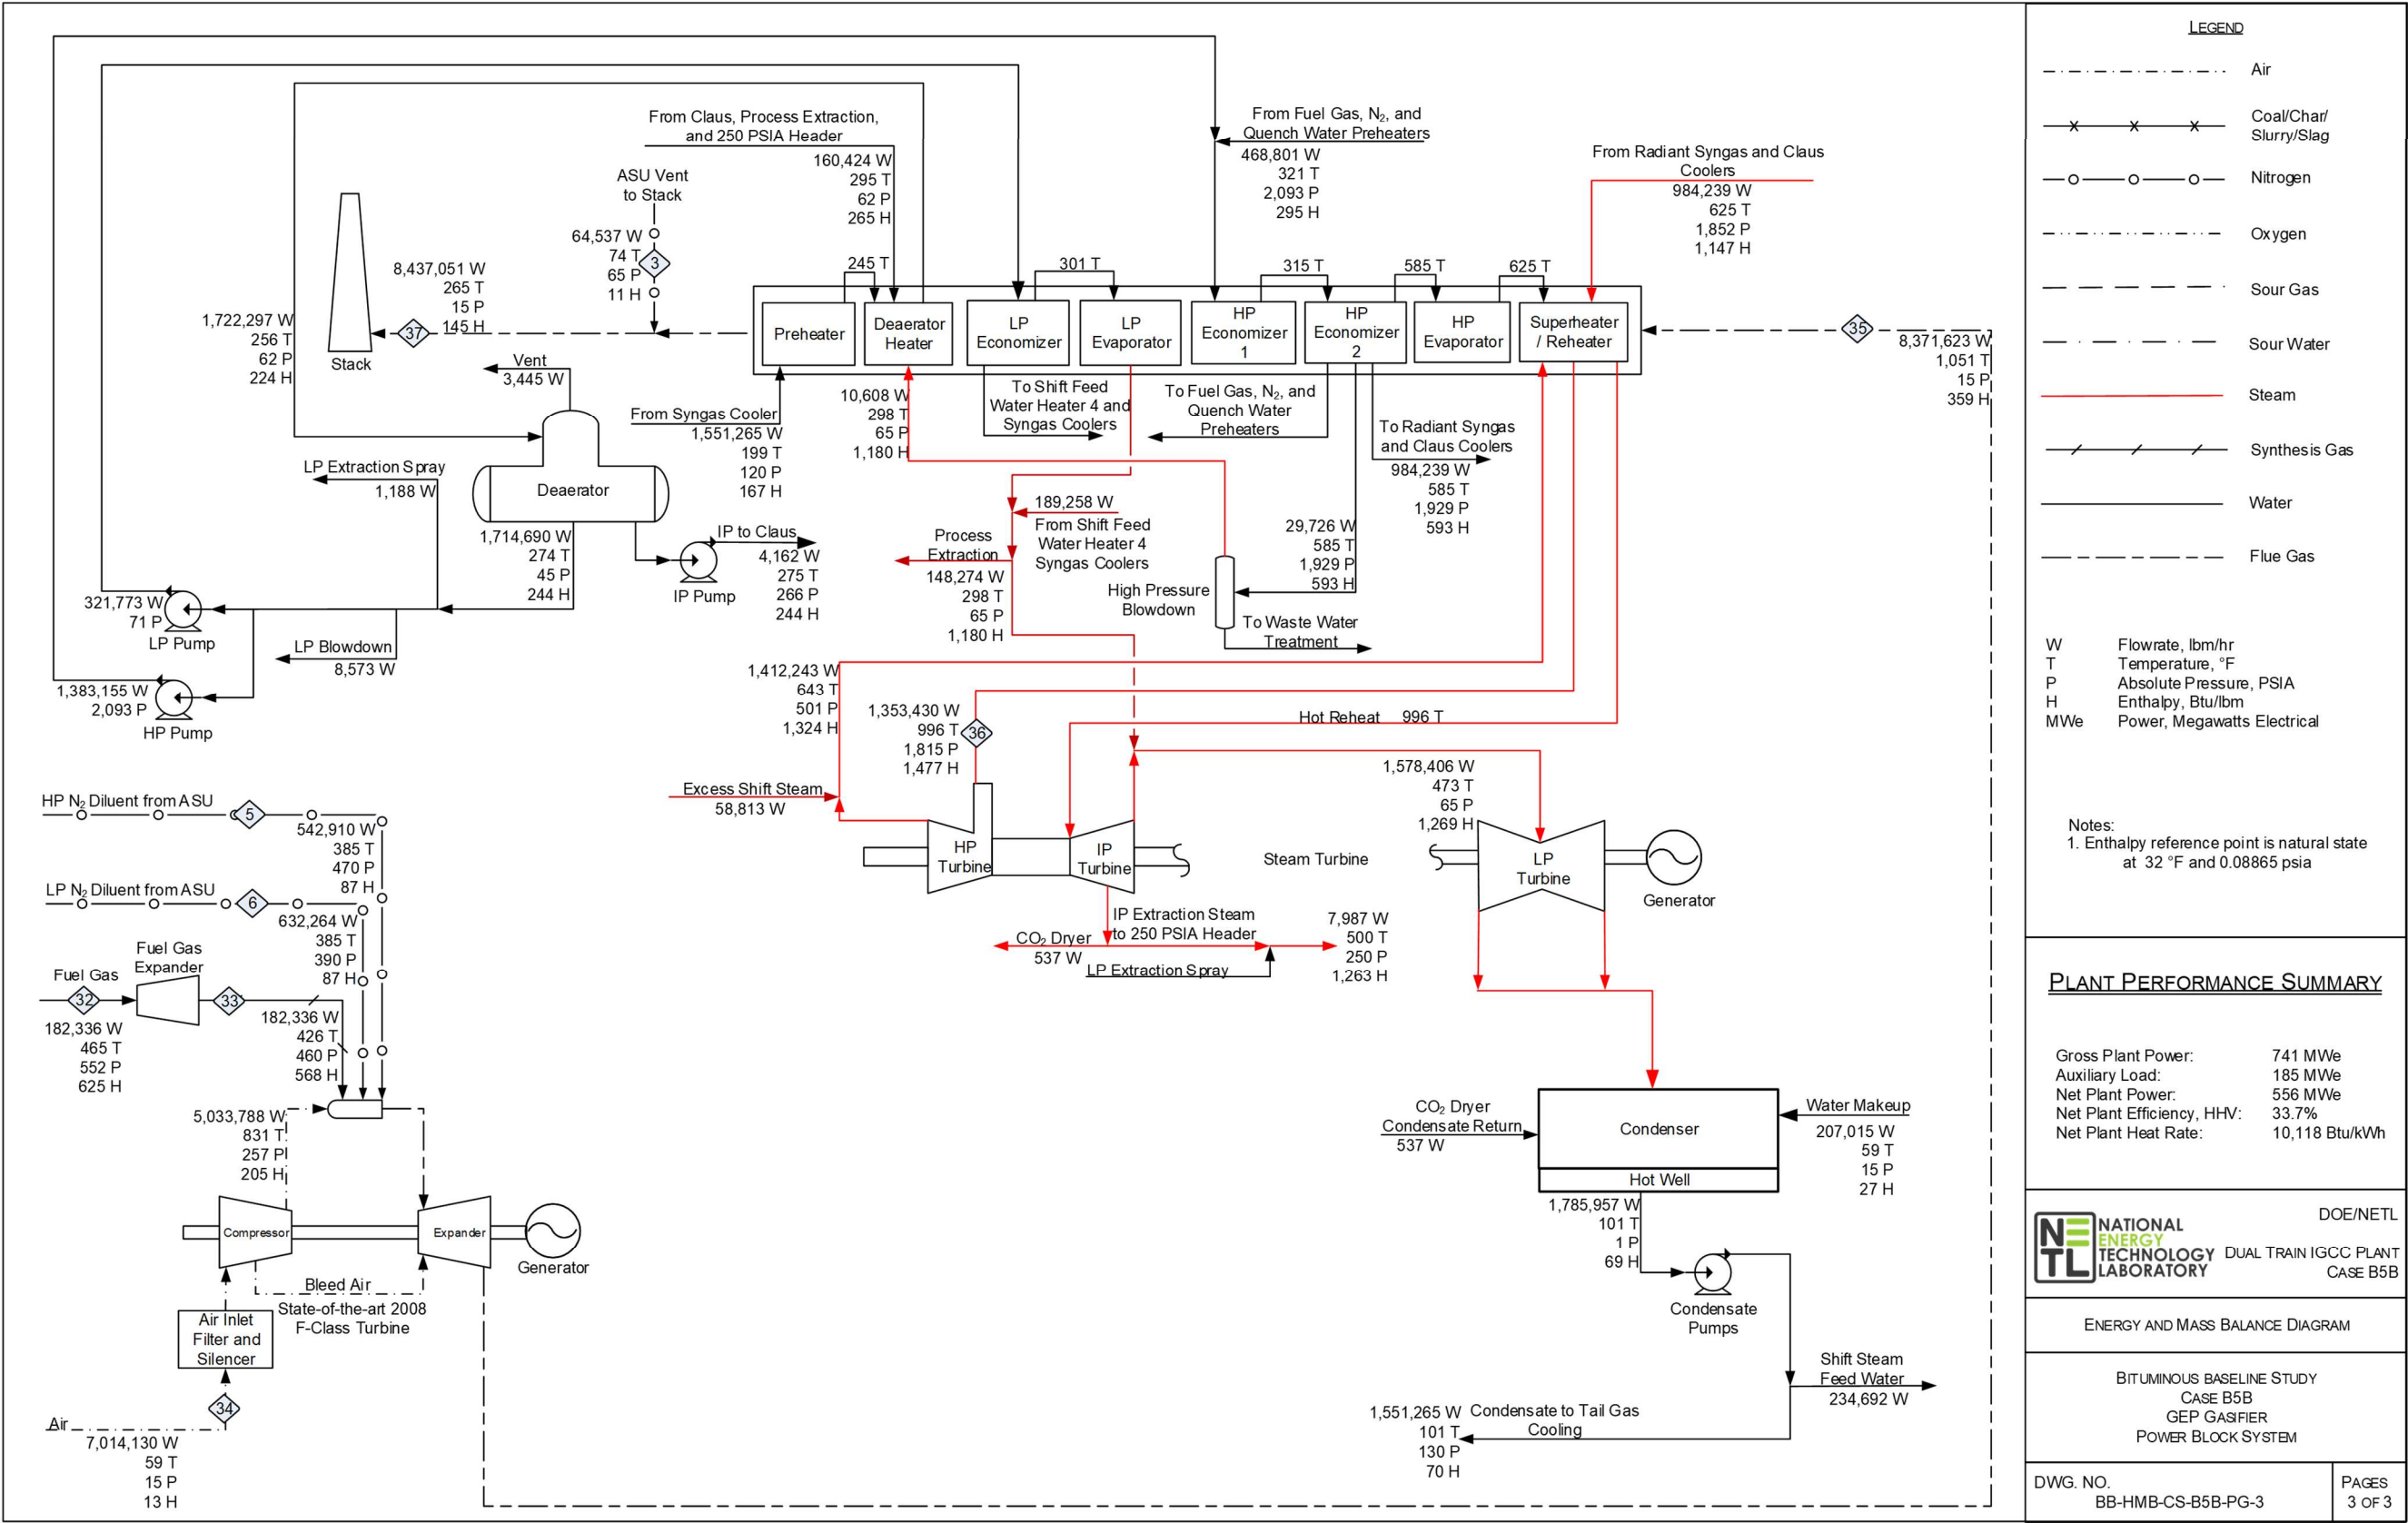 From Claus, Process Extraction,
and 250 PSIA Header
160,424 W
295 T
62 P
265 H
From Fuel Gas, N₂, and
Quench Water Preheaters
468,801 W
321 T
2,093 P
295 H
From Radiant Syngas and Claus
Coolers
984,239 W
625 T
1,852 P
1,147 H
ASU Vent
to Stack
64,537 W
74 T
65 P
11 H
3
8,437,051 W
265 T
15 P
145 H
37
Stack
1,722,297 W
256 T
62 P
224 H
245 T
301 T
315 T
585 T
625 T
Preheater
Deaerator
Heater
LP
Economizer
LP
Evaporator
HP
Economizer
1
HP
Economizer
2
HP
Evaporator
Superheater
/ Reheater
35
8,371,623 W
1,051 T
15 P
359 H
Vent
3,445 W
Deaerator
From Syngas Cooler
1,551,265 W
199 T
120 P
167 H
10,608 W
298 T
65 P
1,180 H
To Shift Feed
Water Heater 4 and
Syngas Coolers
To Fuel Gas, N₂, and
Quench Water
Preheaters
To Radiant Syngas
and Claus Coolers
984,239 W
585 T
1,929 P
593 H
LP Extraction Spray
1,188 W
1,714,690 W
274 T
45 P
244 H
IP to Claus
4,162 W
275 T
266 P
244 H
IP Pump
189,258 W
From Shift Feed
Water Heater 4
Syngas Coolers
Process
Extraction
148,274 W
298 T
65 P
1,180 H
29,726 W
585 T
1,929 P
593 H
High Pressure
Blowdown
To Waste Water
Treatment
321,773 W
71 P
LP Pump
LP Blowdown
8,573 W
1,383,155 W
2,093 P
HP Pump
1,412,243 W
643 T
501 P
1,324 H
1,353,430 W
996 T
1,815 P
1,477 H
36
Hot Reheat 996 T
Excess Shift Steam
58,813 W
1,578,406 W
473 T
65 P
1,269 H
HP
Turbine
IP
Turbine
Steam Turbine
LP
Turbine
Generator
IP Extraction Steam
to 250 PSIA Header
CO₂ Dryer
537 W
LP Extraction Spray
7,987 W
500 T
250 P
1,263 H
HP N₂ Diluent from ASU
5
542,910 W
385 T
470 P
87 H
LP N₂ Diluent from ASU
6
632,264 W
385 T
390 P
87 H
Fuel Gas
Expander
Fuel Gas
32
33
182,336 W
465 T
552 P
625 H
182,336 W
426 T
460 P
568 H
5,033,788 W
831 T
257 P
205 H
Compressor
Expander
Generator
Bleed Air
State-of-the-art 2008
F-Class Turbine
Air Inlet
Filter and
Silencer
34
Air
7,014,130 W
59 T
15 P
13 H
CO₂ Dryer
Condensate Return
537 W
Condenser
Hot Well
Water Makeup
207,015 W
59 T
15 P
27 H
1,785,957 W
101 T
1 P
69 H
Condensate
Pumps
Shift Steam
Feed Water
234,692 W
1,551,265 W
101 T
130 P
70 H
Condensate to Tail Gas
Cooling
LEGEND
Air
Coal/Char/
Slurry/Slag
Nitrogen
Oxygen
Sour Gas
Sour Water
Steam
Synthesis Gas
Water
Flue Gas
W Flowrate, lbm/hr
T Temperature, °F
P Absolute Pressure, PSIA
H Enthalpy, Btu/lbm
MWe Power, Megawatts Electrical
Notes:
1. Enthalpy reference point is natural state
at 32 °F and 0.08865 psia
PLANT PERFORMANCE SUMMARY
Gross Plant Power: 741 MWe
Auxiliary Load: 185 MWe
Net Plant Power: 556 MWe
Net Plant Efficiency, HHV: 33.7%
Net Plant Heat Rate: 10,118 Btu/kWh
NETL
NATIONAL
ENERGY
TECHNOLOGY
LABORATORY
DOE/NETL
DUAL TRAIN IGCC PLANT
CASE B5B
ENERGY AND MASS BALANCE DIAGRAM
BITUMINOUS BASELINE STUDY
CASE B5B
GEP GASIFIER
POWER BLOCK SYSTEM
DWG. NO.
BB-HMB-CS-B5B-PG-3
PAGES
3 OF 3